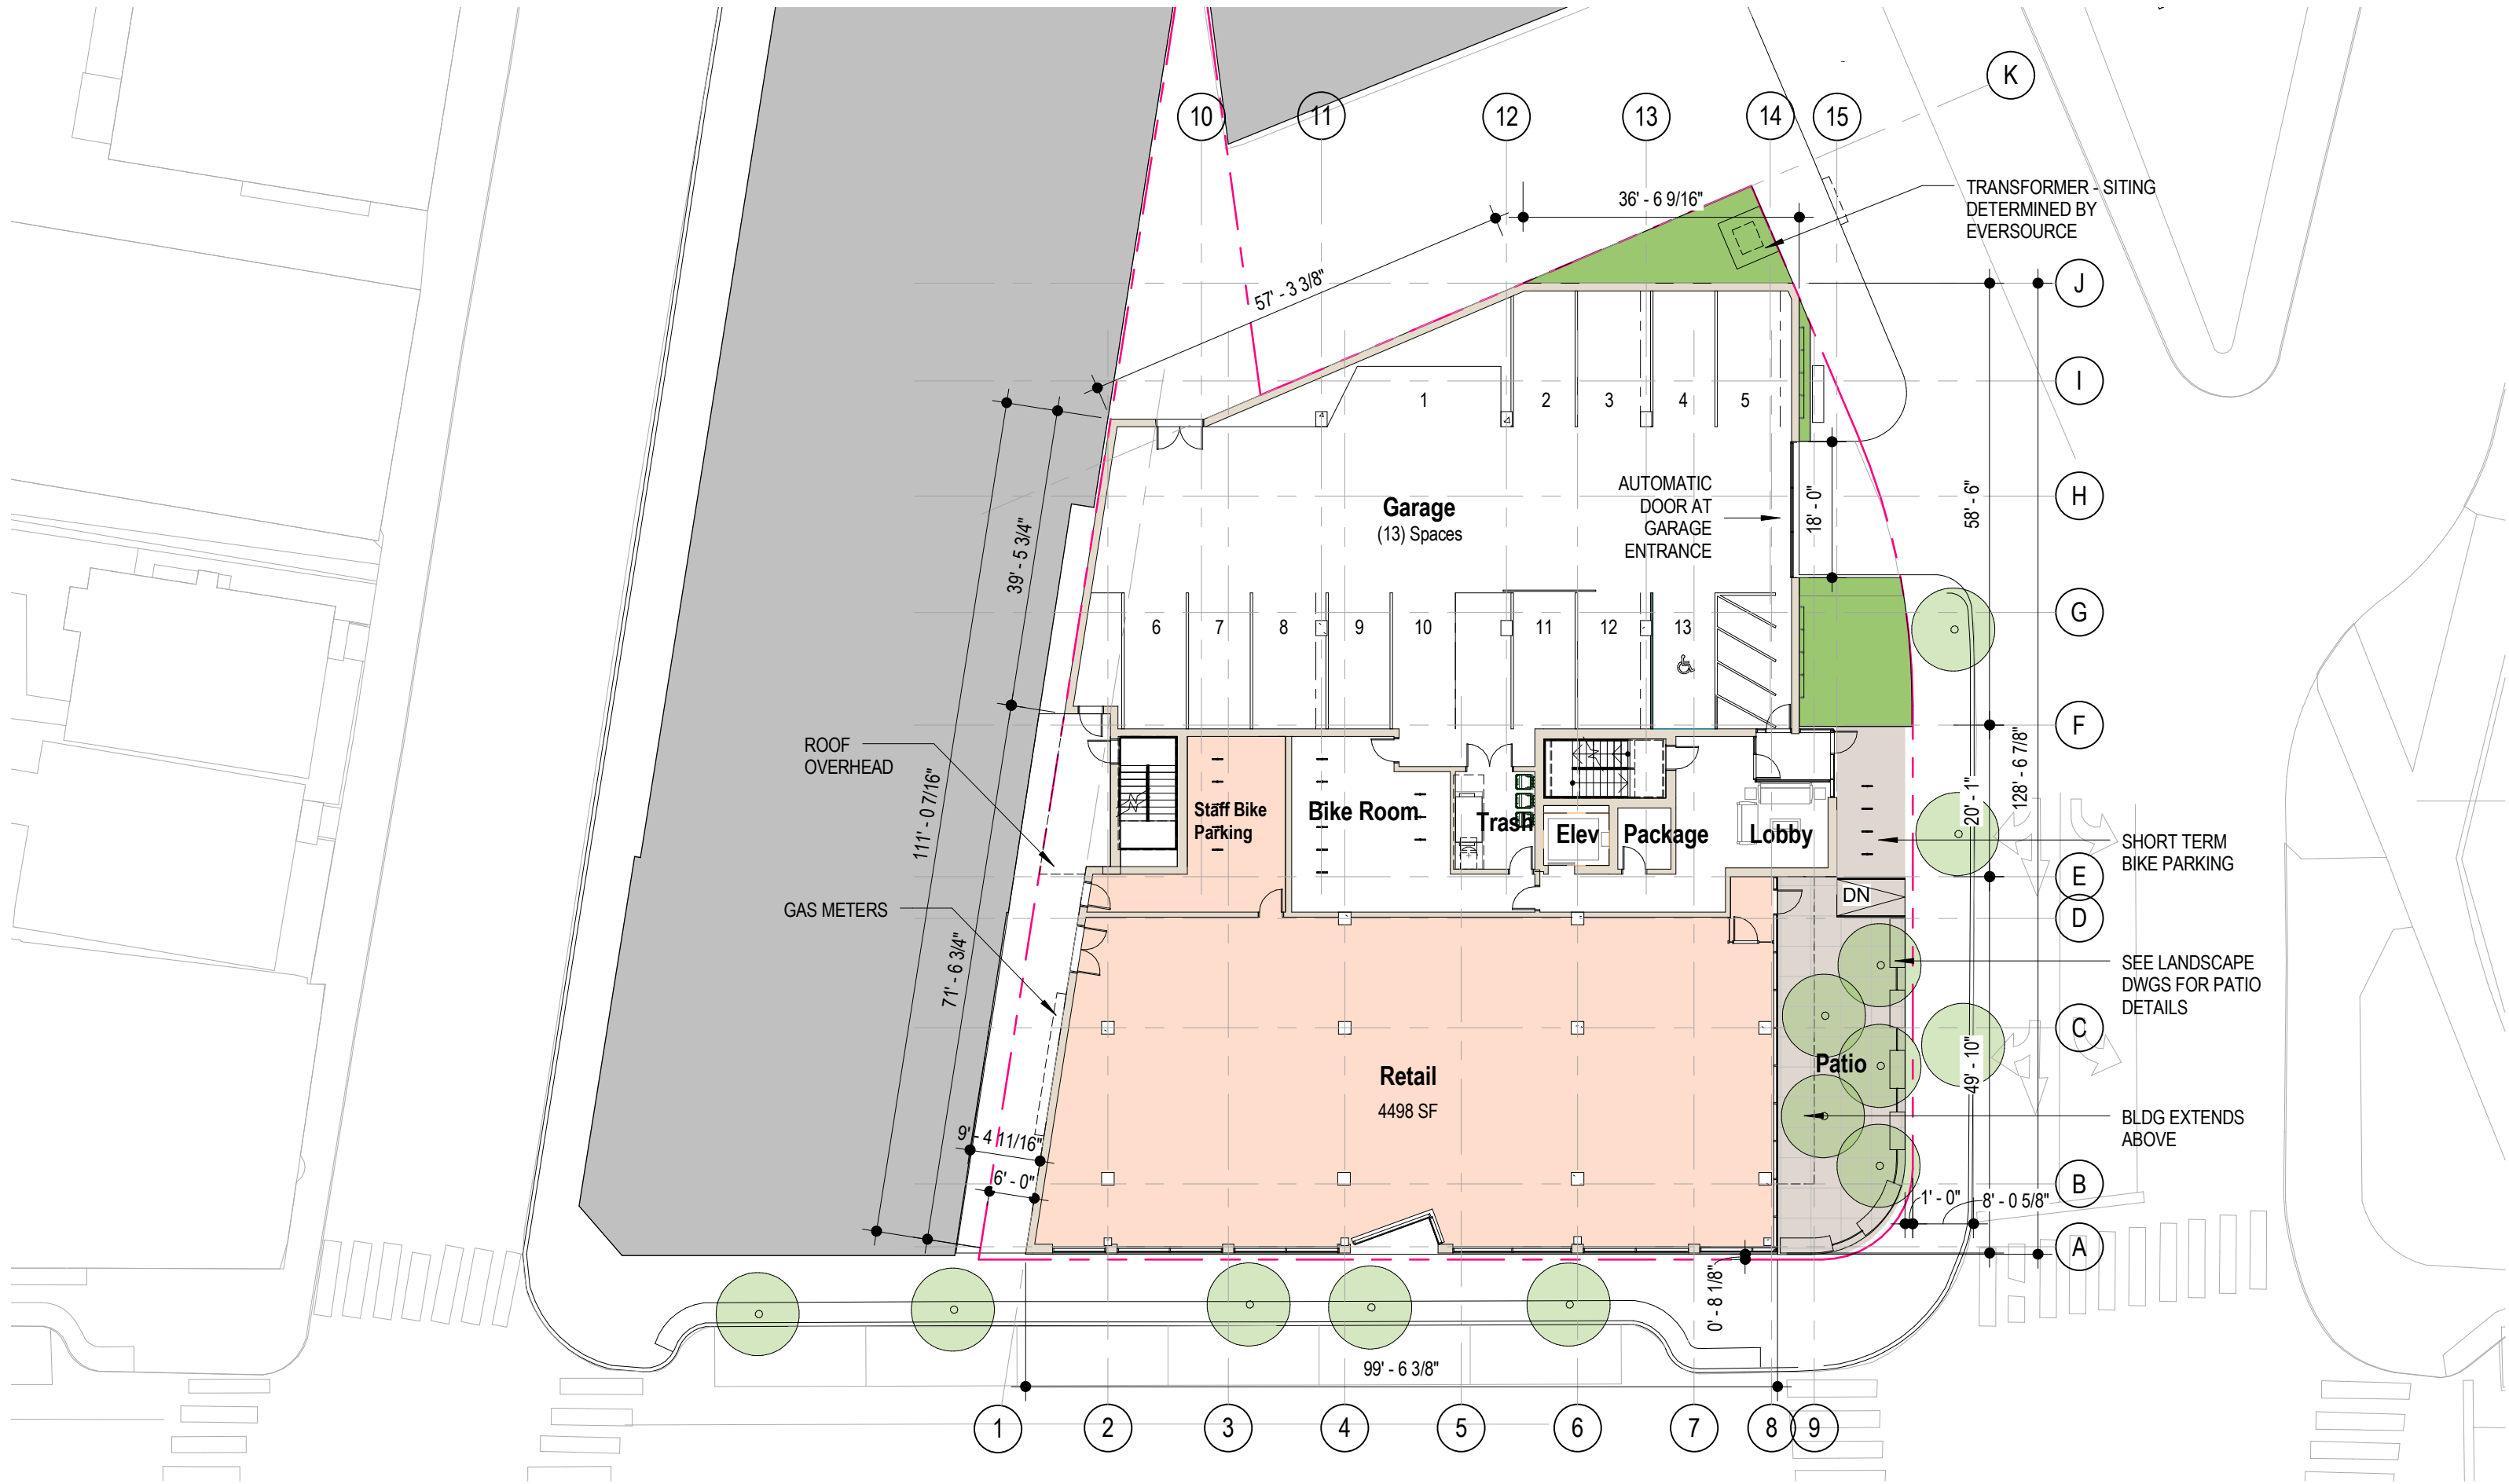 K
10
11
12
13
14
15
TRANSFORMER - SITING
DETERMINED BY
EVERSOURCE
36' - 6 9/16"
57' - 3 3/8"
J
I
1
2
3
4
5
AUTOMATIC
DOOR AT
GARAGE
ENTRANCE
18' - 0"
58' - 6"
H
Garage
(13) Spaces
39' - 5 3/4"
G
6
7
8
9
10
11
12
13
F
ROOF
OVERHEAD
111' - 0 7/16"
Staff Bike
Parking
Bike Room
Trash
Elev
Package
Lobby
20' - 1"
128' - 6 7/8"
SHORT TERM
BIKE PARKING
E
DN
D
GAS METERS
71' - 6 3/4"
SEE LANDSCAPE
DWGS FOR PATIO
DETAILS
C
Retail
4498 SF
Patio
49' - 10"
BLDG EXTENDS
ABOVE
9' - 4 11/16"
6' - 0"
B
1' - 0"
8' - 0 5/8"
A
0' - 8 1/8"
99' - 6 3/8"
1
2
3
4
5
6
7
8
9